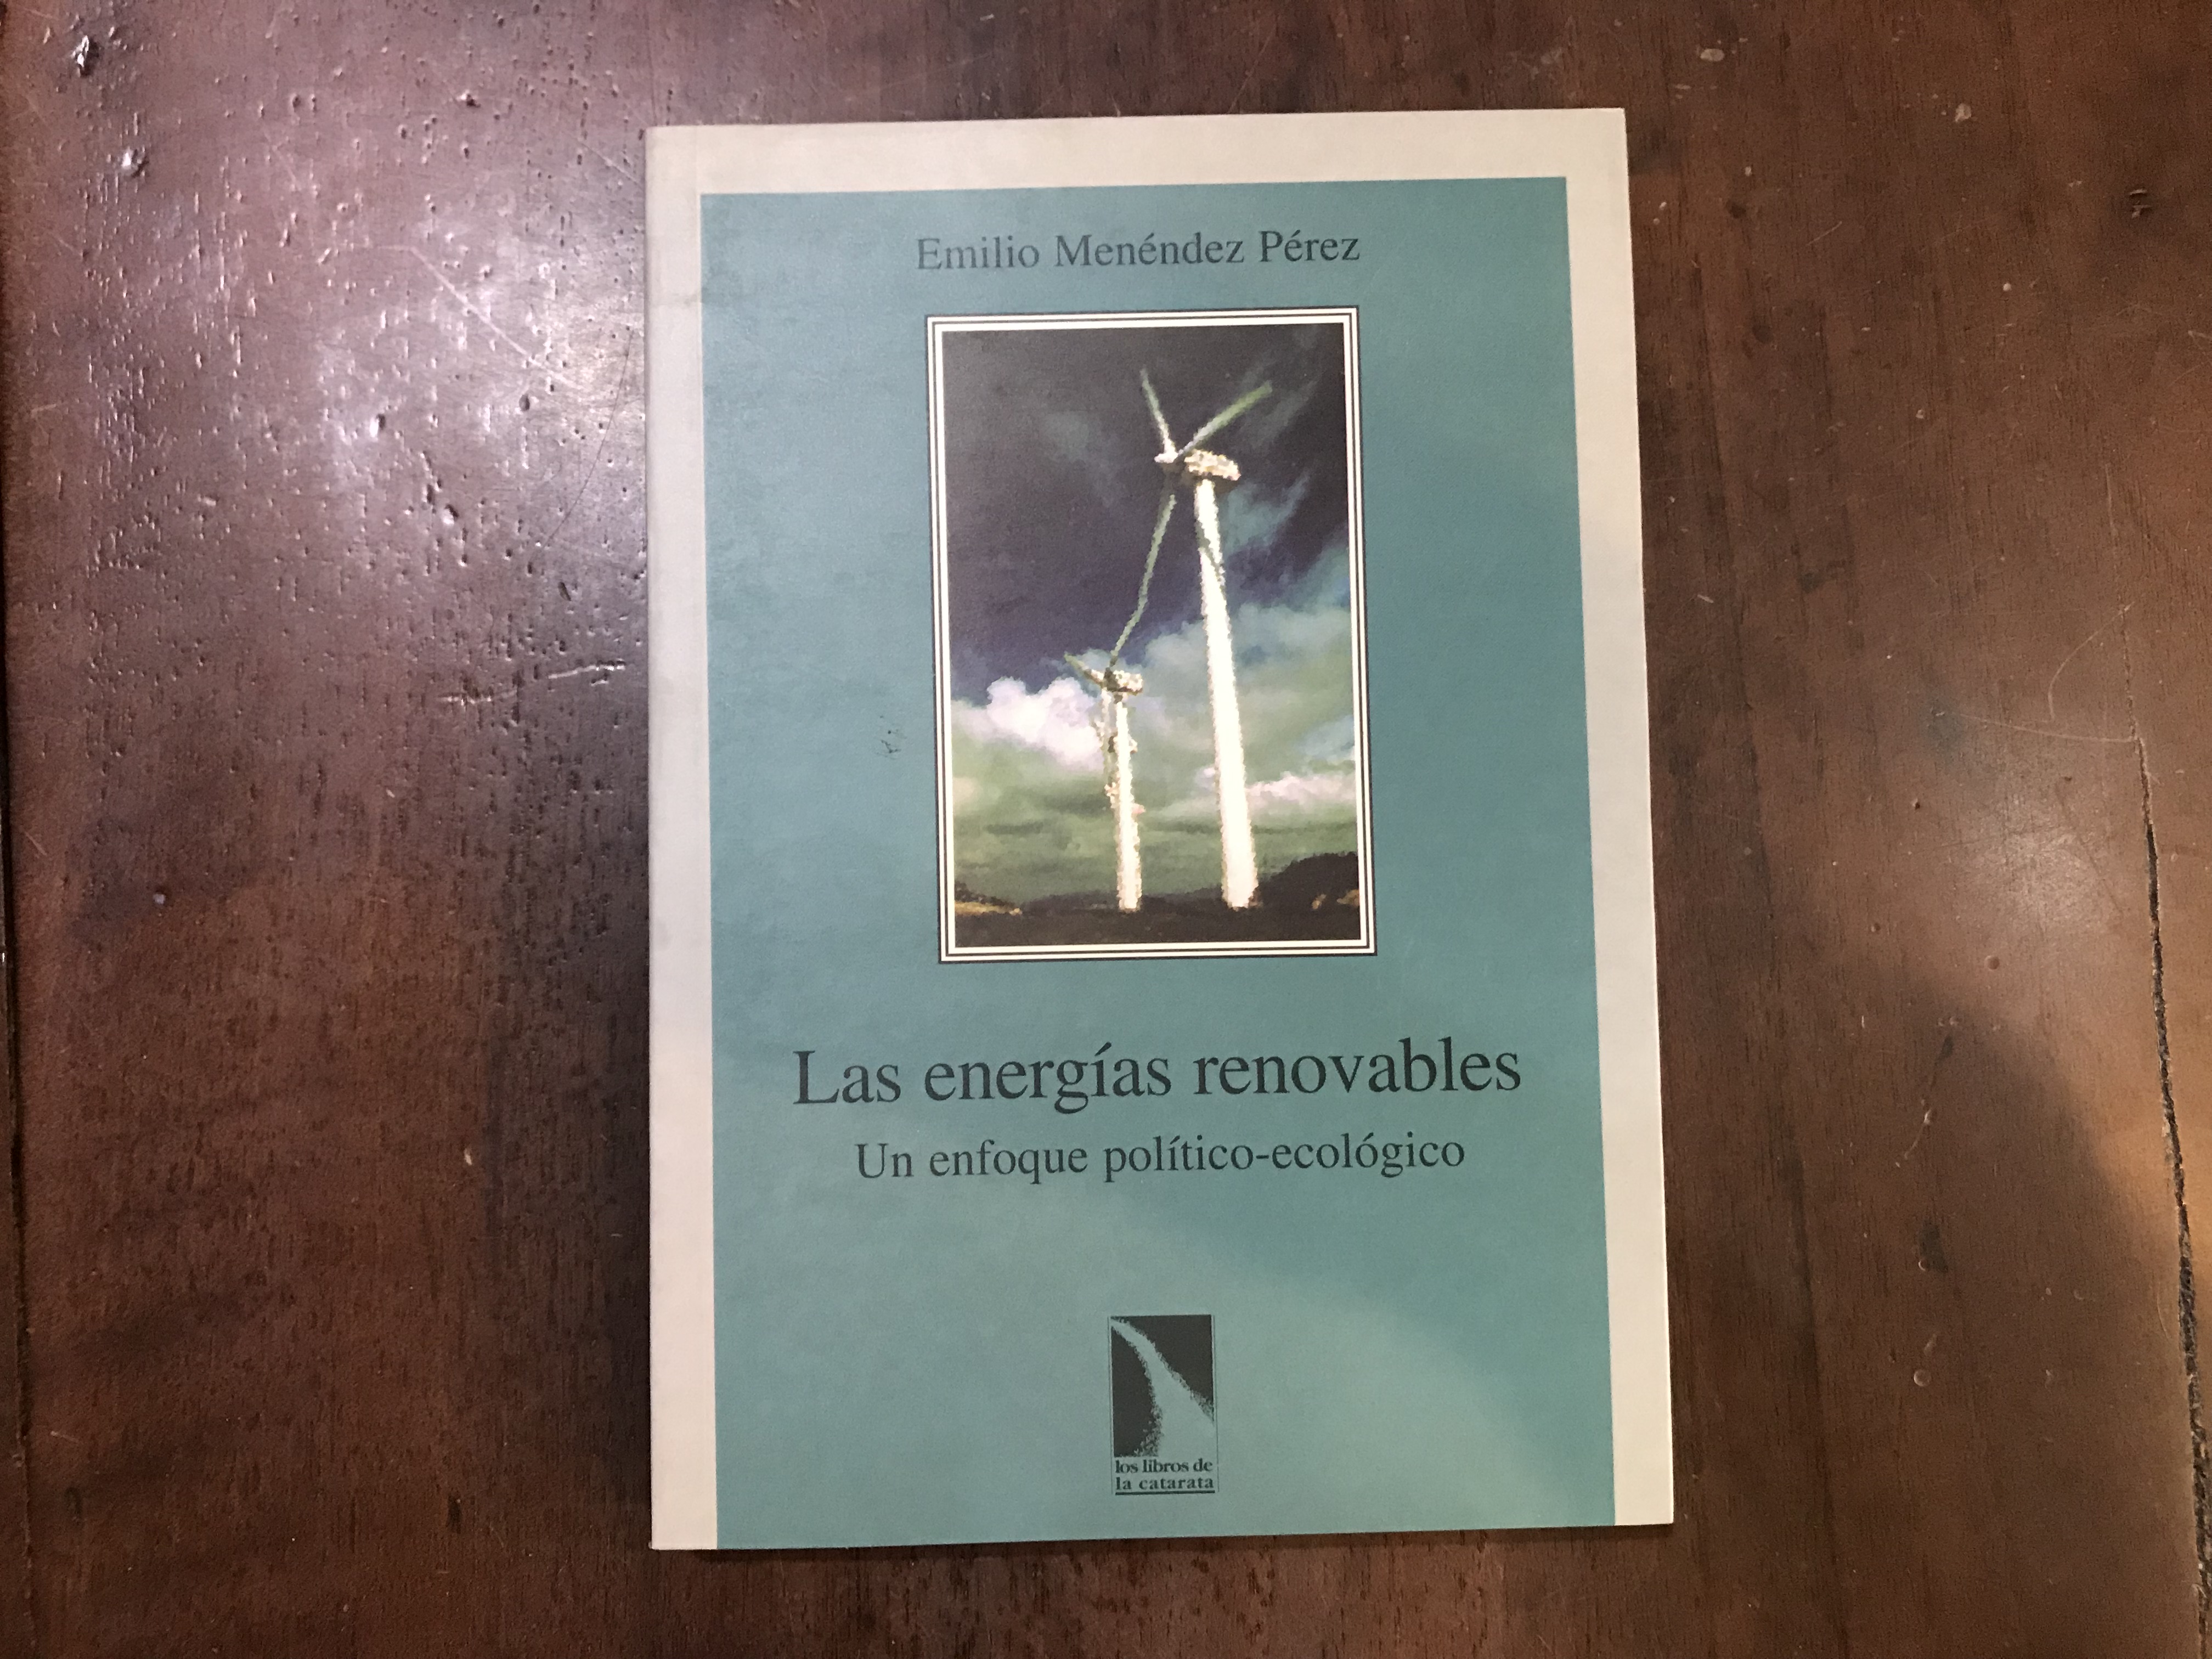 Emilio Menéndez Pérez
Las energías renovables
Un enfoque político-ecológico
los libros de
la catarata